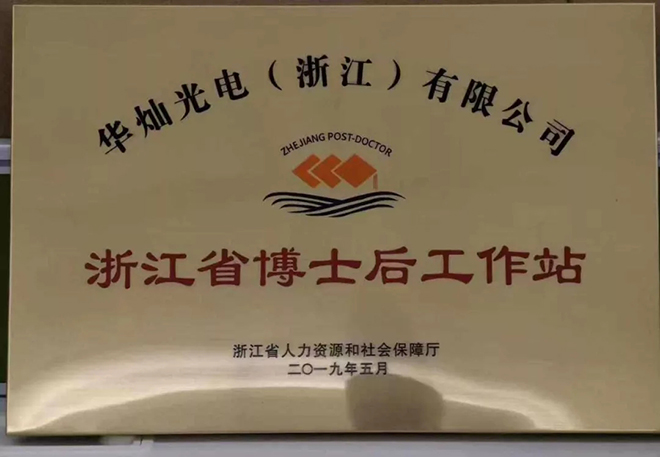 华灿光电（浙江）有限公司
ZHEJIANG POST-DOCTOR
浙江省博士后工作站
浙江省人力资源和社会保障厅
二〇一九年五月